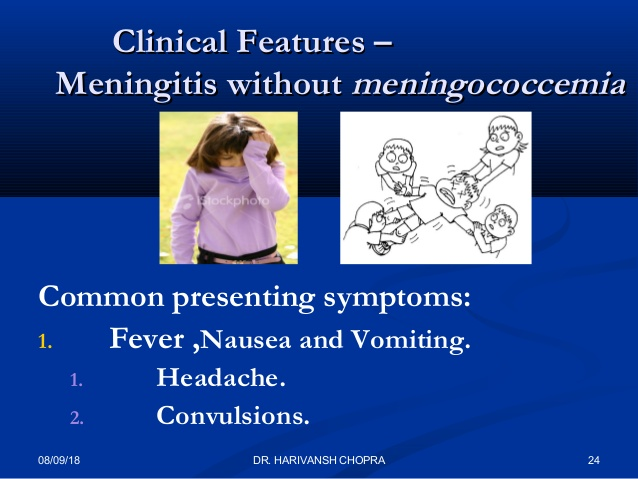 Clinical Features –
Meningitis without meningococcemia
iStockphoto
Common presenting symptoms:
1. Fever ,Nausea and Vomiting.
1. Headache.
2. Convulsions.
08/09/18 DR. HARIVANSH CHOPRA 24